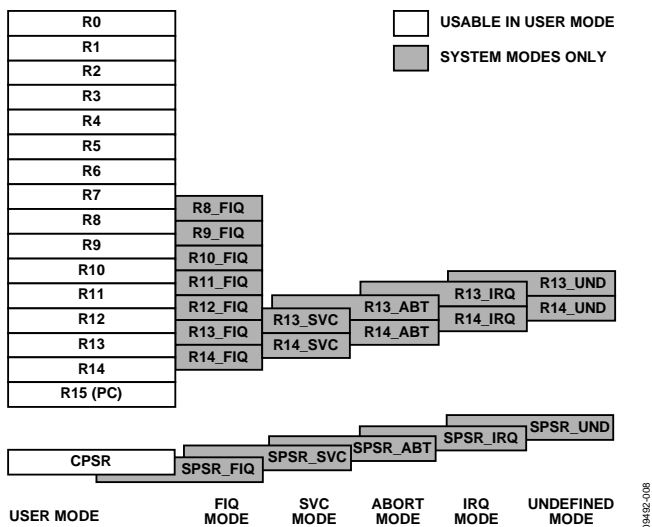 R0
R1
R2
R3
R4
R5
R6
R7
R8
R9
R10
R11
R12
R13
R14
R15 (PC)
USABLE IN USER MODE
SYSTEM MODES ONLY
R8_FIQ
R9_FIQ
R10_FIQ
R11_FIQ
R12_FIQ
R13_FIQ
R14_FIQ
R13_SVC
R14_SVC
R13_ABT
R14_ABT
R13_IRQ
R14_IRQ
R13_UND
R14_UND
CPSR
SPSR_FIQ
SPSR_SVC
SPSR_ABT
SPSR_IRQ
SPSR_UND
USER MODE
FIQ
MODE
SVC
MODE
ABORT
MODE
IRQ
MODE
UNDEFINED
MODE
09492-008